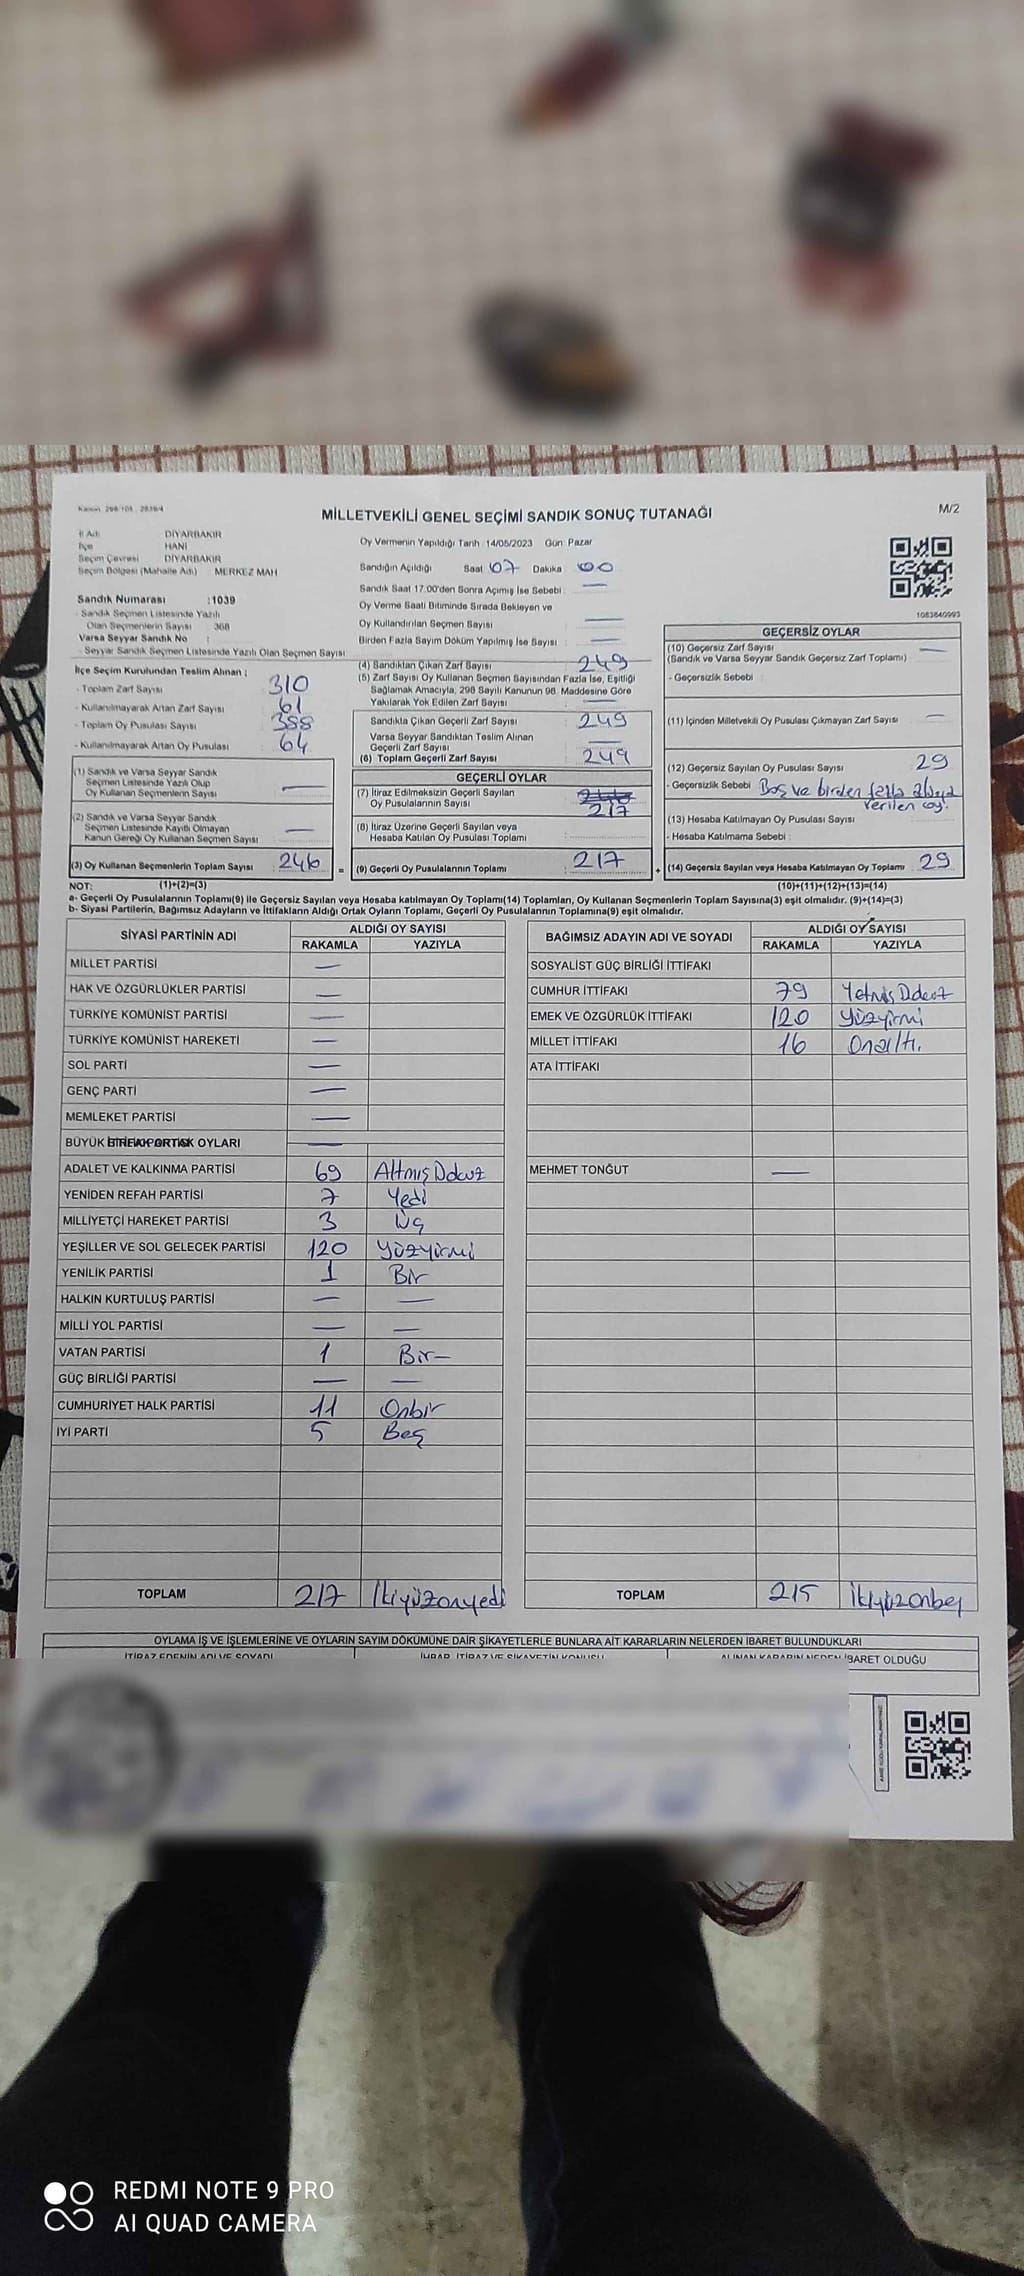 MİLLETVEKİLİ GENEL SEÇİMİ SANDIK SONUÇ TUTANAĞI
M/2
İl Adı : DİYARBAKIR
İlçe : HANİ
Seçim Çevresi : DİYARBAKIR
Seçim Bölgesi (Mahalle Adı) : MERKEZ MAH
Sandık Numarası :1039
- Sandık Seçmen Listesinde Yazılı
Olan Seçmenlerin Sayısı : 368
Varsa Seyyar Sandık No :
- Seyyar Sandık Seçmen Listesinde Yazılı Olan Seçmen Sayısı:
Oy Vermenin Yapıldığı Tarih :14/05/2023 Gün: Pazar
Sandığın Açıldığı Saat : 07 Dakika : 00
Sandık Saat 17.00'den Sonra Açımış İse Sebebi : —
Oy Verme Saati Bitiminde Sırada Bekleyen ve
Oy Kullandırılan Seçmen Sayısı : —
Birden Fazla Sayım Döküm Yapılmış İse Sayısı : —
1083640993
İlçe Seçim Kurulundan Teslim Alınan ;
- Toplam Zarf Sayısı : 310
- Kullanılmayarak Artan Zarf Sayısı : 61
- Toplam Oy Pusulası Sayısı : 388
- Kullanılmayarak Artan Oy Pusulası : 64
(1) Sandık ve Varsa Seyyar Sandık
Seçmen Listesinde Yazılı Olup
Oy Kullanan Seçmenlerin Sayısı : —
(2) Sandık ve Varsa Seyyar Sandık
Seçmen Listesinde Kayıtlı Olmayan
Kanun Gereği Oy Kullanan Seçmen Sayısı : —
(3) Oy Kullanan Seçmenlerin Toplam Sayısı : 246
(4) Sandıktan Çıkan Zarf Sayısı : 249
(5) Zarf Sayısı Oy Kullanan Seçmen Sayısından Fazla İse, Eşitliği
Sağlamak Amacıyla, 298 Sayılı Kanunun 98. Maddesine Göre
Yakılarak Yok Edilen Zarf Sayısı : —
Sandıkta Çıkan Geçerli Zarf Sayısı : 249
Varsa Seyyar Sandıktan Teslim Alınan
Geçerli Zarf Sayısı : —
(6) Toplam Geçerli Zarf Sayısı : 249
GEÇERLİ OYLAR
(7) İtiraz Edilmeksizin Geçerli Sayılan
Oy Pusulalarının Sayısı : 217
(8) İtiraz Üzerine Geçerli Sayılan veya
Hesaba Katılan Oy Pusulası Toplamı :
= (9) Geçerli Oy Pusulalarının Toplamı : 217
GEÇERSİZ OYLAR
(10) Geçersiz Zarf Sayısı : —
(Sandık ve Varsa Seyyar Sandık Geçersiz Zarf Toplamı)
- Geçersizlik Sebebi :
(11) İçinden Milletvekili Oy Pusulası Çıkmayan Zarf Sayısı : —
(12) Geçersiz Sayılan Oy Pusulası Sayısı : 29
- Geçersizlik Sebebi : Boş ve birden fazla alana
verilen oy.
(13) Hesaba Katılmayan Oy Pusulası Sayısı :
- Hesaba Katılmama Sebebi :
+ (14) Geçersiz Sayılan veya Hesaba Katılmayan Oy Toplamı : 29
NOT: (1)+(2)=(3) (10)+(11)+(12)+(13)=(14)
a- Geçerli Oy Pusulalarının Toplamı(9) ile Geçersiz Sayılan veya Hesaba katılmayan Oy Toplamı(14) Toplamları, Oy Kullanan Seçmenlerin Toplam Sayısına(3) eşit olmalıdır. (9)+(14)=(3)
b- Siyasi Partilerin, Bağımsız Adayların ve İttifakların Aldığı Ortak Oyların Toplamı, Geçerli Oy Pusulalarının Toplamına(9) eşit olmalıdır.
SİYASİ PARTİNİN ADI ALDIĞI OY SAYISI
RAKAMLA YAZIYLA
MİLLET PARTİSİ —
HAK VE ÖZGÜRLÜKLER PARTİSİ —
TÜRKİYE KOMÜNİST PARTİSİ —
TÜRKİYE KOMÜNİST HAREKETİ —
SOL PARTİ —
GENÇ PARTİ —
MEMLEKET PARTİSİ —
BÜYÜK OYLARI —
ADALET VE KALKINMA PARTİSİ 69 Altmış Dokuz
YENİDEN REFAH PARTİSİ 7 Yedi
MİLLİYETÇİ HAREKET PARTİSİ 3 Üç
YEŞİLLER VE SOL GELECEK PARTİSİ 120 Yüzyirmi
YENİLİK PARTİSİ 1 Bir
HALKIN KURTULUŞ PARTİSİ — —
MİLLİ YOL PARTİSİ — —
VATAN PARTİSİ 1 Bir
GÜÇ BİRLİĞİ PARTİSİ — —
CUMHURİYET HALK PARTİSİ 11 Onbir
İYİ PARTİ 5 Beş
TOPLAM 217 İkiyüzonyedi
BAĞIMSIZ ADAYIN ADI VE SOYADI ALDIĞI OY SAYISI
RAKAMLA YAZIYLA
SOSYALİST GÜÇ BİRLİĞİ İTTİFAKI
CUMHUR İTTİFAKI 79 Yetmiş Dokuz
EMEK VE ÖZGÜRLÜK İTTİFAKI 120 Yüzyirmi
MİLLET İTTİFAKI 16 Onaltı.
ATA İTTİFAKI
MEHMET TONĞUT —
TOPLAM 215 İkiyüzonbeş
OYLAMA İŞ VE İŞLEMLERİNE VE OYLARIN SAYIM DÖKÜMÜNE DAİR ŞİKAYETLERLE BUNLARA AİT KARARLARIN NELERDEN İBARET BULUNDUKLARI
İTİRAZ EDENİN ADI VE SOYADI İHBAR, İTİRAZ VE ŞİKAYETİN KONUSU ALINAN KARARIN NEDEN İBARET OLDUĞU
REDMI NOTE 9 PRO
AI QUAD CAMERA